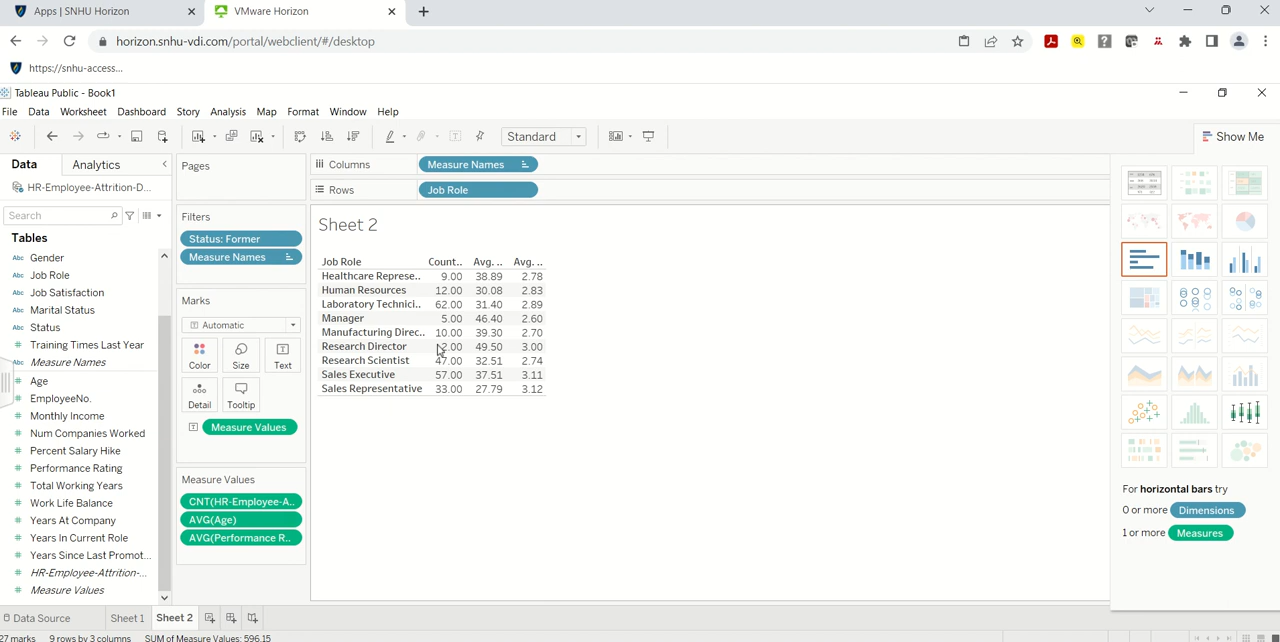 Apps | SNHU Horizon
VMware Horizon
horizon.snhu-vdi.com/portal/webclient/#/desktop
https://snhu-access...
Tableau Public - Book1
File Data Worksheet Dashboard Story Analysis Map Format Window Help
Standard
Show Me
Data Analytics
Pages
Columns Measure Names
HR-Employee-Attrition-D...
Rows Job Role
Search
Filters
Sheet 2
Tables
Status: Former
Abc Gender
Measure Names
Job Role Count.. Avg. .. Avg. ..
Abc Job Role
Healthcare Represe.. 9.00 38.89 2.78
Abc Job Satisfaction
Marks
Human Resources 12.00 30.08 2.83
Abc Marital Status
Laboratory Technici.. 62.00 31.40 2.89
Abc Status
Automatic
Manager 5.00 46.40 2.60
# Training Times Last Year
Manufacturing Direc.. 10.00 39.30 2.70
Abc Measure Names
Color Size Text
Research Director 2.00 49.50 3.00
# Age
Research Scientist 47.00 32.51 2.74
# EmployeeNo.
Detail Tooltip
Sales Executive 57.00 37.51 3.11
# Monthly Income
Sales Representative 33.00 27.79 3.12
# Num Companies Worked
Measure Values
# Percent Salary Hike
# Performance Rating
Measure Values
# Total Working Years
CNT(HR-Employee-A..
# Work Life Balance
AVG(Age)
# Years At Company
AVG(Performance R..
# Years In Current Role
# Years Since Last Promot...
# HR-Employee-Attrition-...
# Measure Values
For horizontal bars try
0 or more Dimensions
1 or more Measures
Data Source Sheet 1 Sheet 2
27 marks 9 rows by 3 columns SUM of Measure Values: 596.15